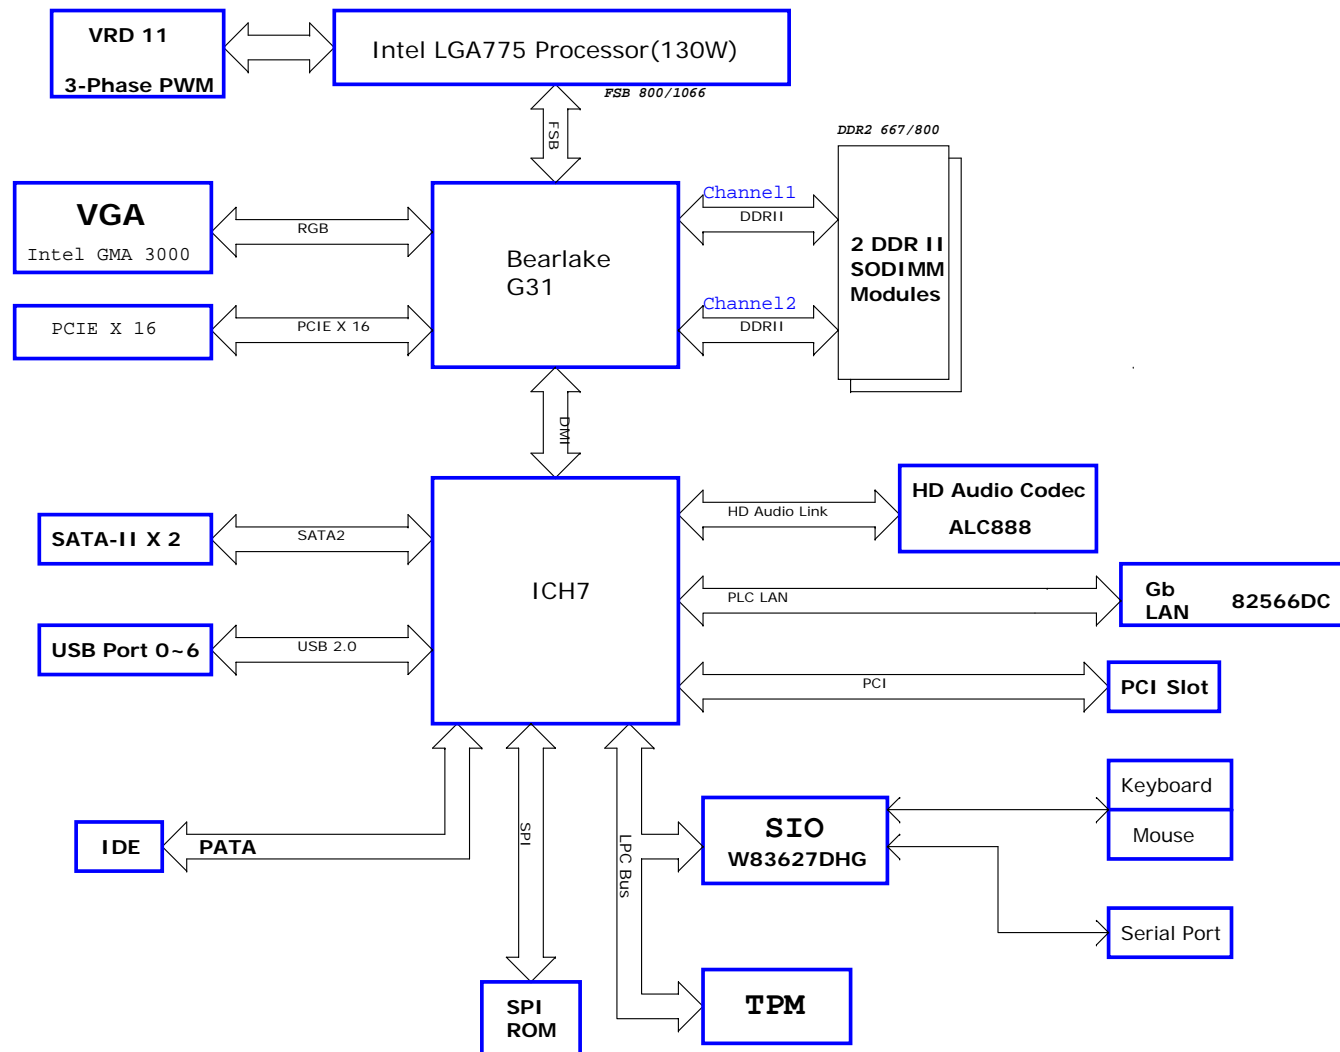 VRD 11
3-Phase PWM
Intel LGA775 Processor(130W)
FSB 800/1066
FSB
DDR2 667/800
VGA
Intel GMA 3000
RGB
PCIE X 16
PCIE X 16
Bearlake
G31
Channel1
DDRII
Channel2
DDRII
2 DDR II
SODIMM
Modules
DMI
SATA-II X 2
SATA2
USB Port 0~6
USB 2.0
ICH7
HD Audio Link
HD Audio Codec
ALC888
PLC LAN
Gb
LAN 82566DC
PCI
PCI Slot
IDE
PATA
SPI
LPC Bus
SIO
W83627DHG
Keyboard
Mouse
Serial Port
SPI
ROM
TPM